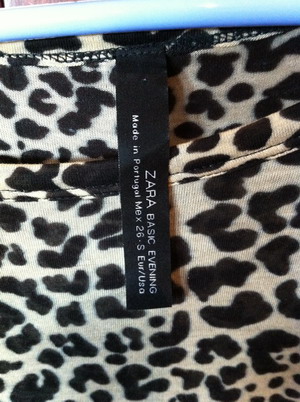 ZARA BASIC EVENING
Made in Portugal Mex 26 - S Eur/Usa